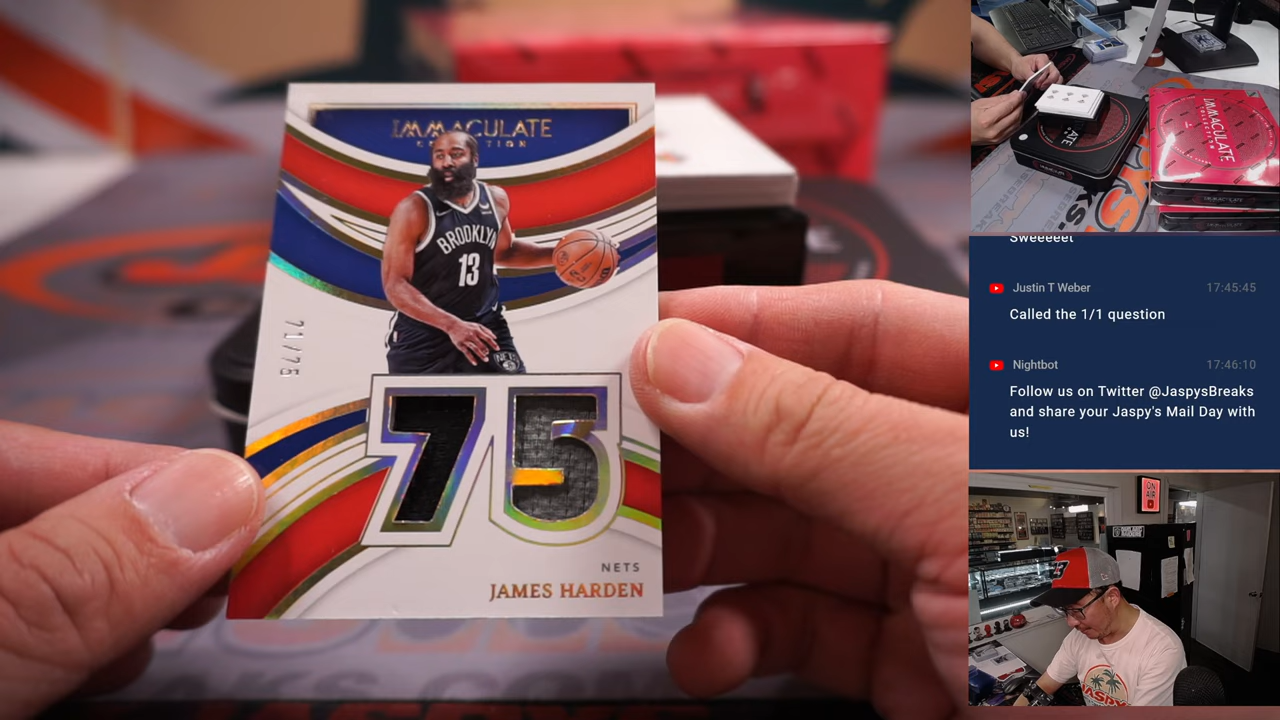 IMMACULATE
COLLECTION
BROOKLYN
13
71/75
75
NETS
JAMES HARDEN
IMMACULATE
Sweeeeet
Justin T Weber
17:45:45
Called the 1/1 question
Nightbot
17:46:10
Follow us on Twitter @JaspysBreaks
and share your Jaspy's Mail Day with
us!
ON
AIR